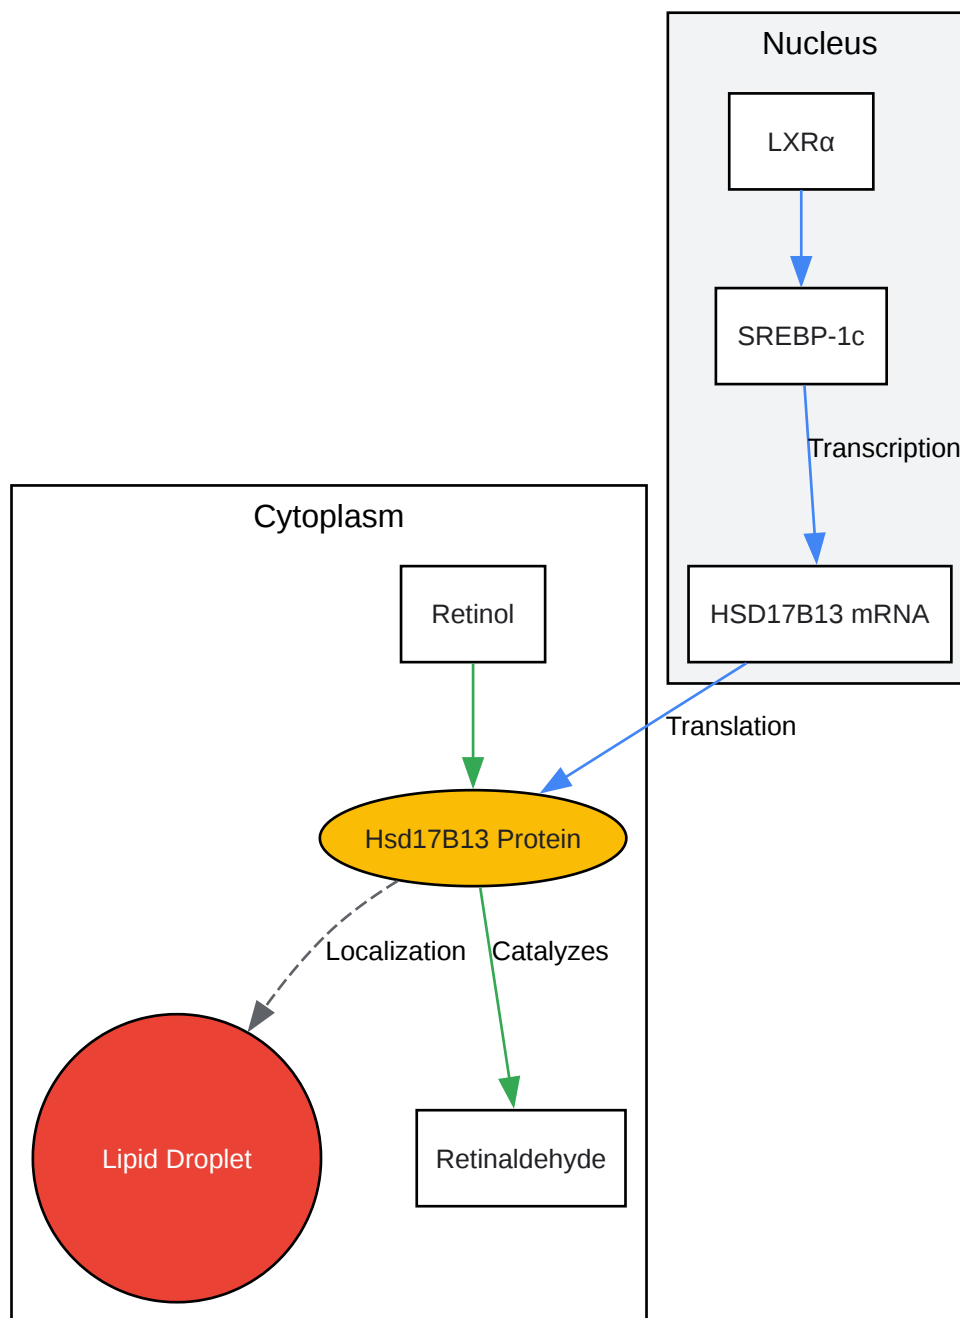 Nucleus
LXRα
SREBP-1c
Transcription
HSD17B13 mRNA
Translation
Cytoplasm
Retinol
Hsd17B13 Protein
Localization
Catalyzes
Lipid Droplet
Retinaldehyde